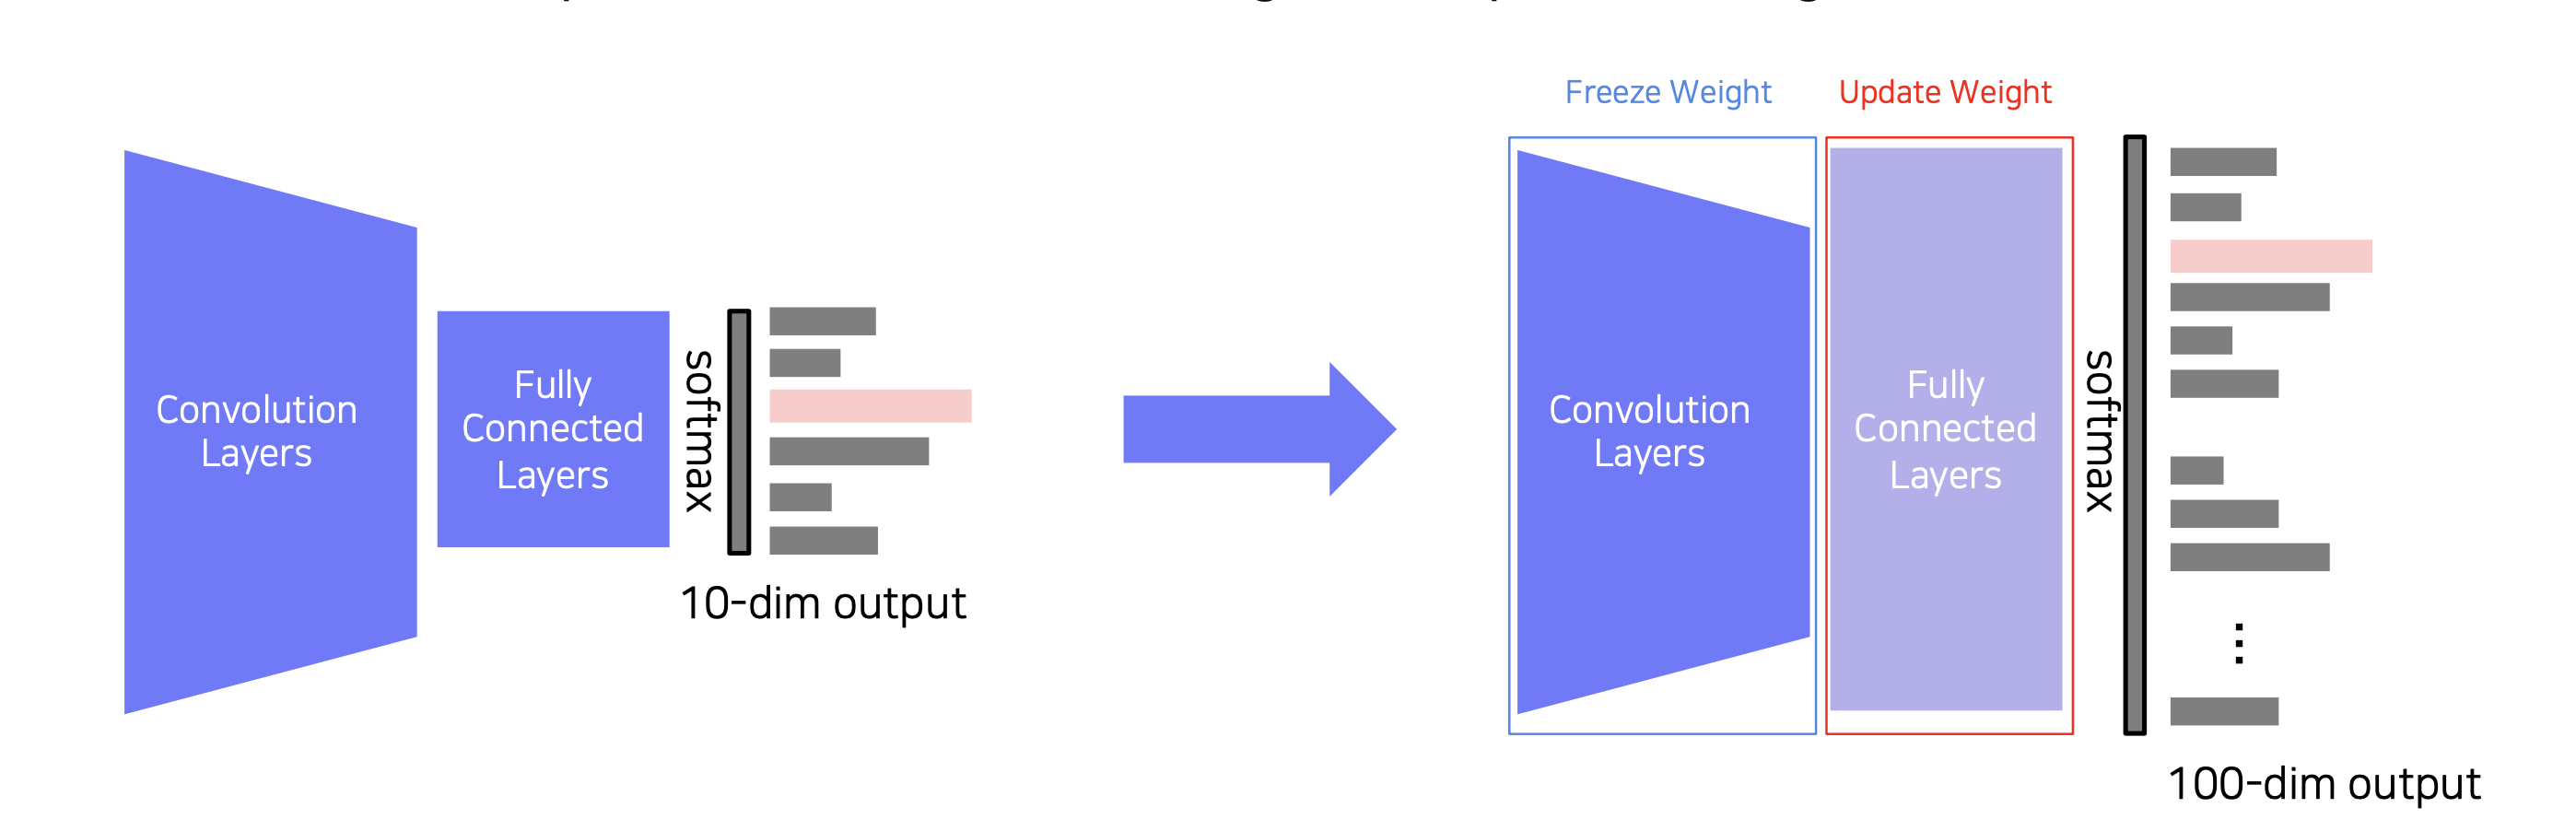 Freeze Weight
Update Weight
Convolution
Layers
Fully
Connected
Layers
softmax
10-dim output
Convolution
Layers
Fully
Connected
Layers
softmax
100-dim output